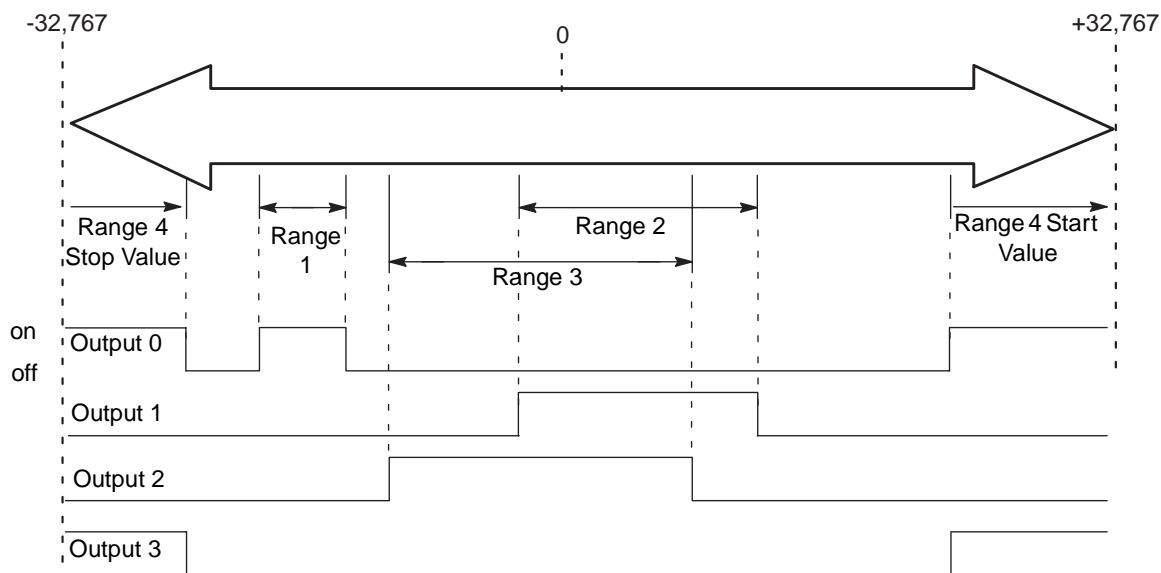 -32,767
0
+32,767
Range 4
Stop Value
Range
1
Range 2
Range 3
Range 4 Start
Value
on
off
Output 0
Output 1
Output 2
Output 3